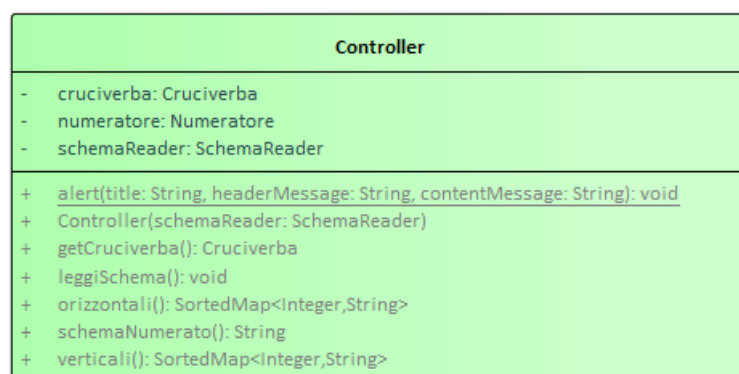 Controller
- cruciverba: Cruciverba
- numeratore: Numeratore
- schemaReader: SchemaReader
+ alert(title: String, headerMessage: String, contentMessage: String): void
+ Controller(schemaReader: SchemaReader)
+ getCruciverba(): Cruciverba
+ leggiSchema(): void
+ orizzontali(): SortedMap<Integer,String>
+ schemaNumerato(): String
+ verticali(): SortedMap<Integer,String>